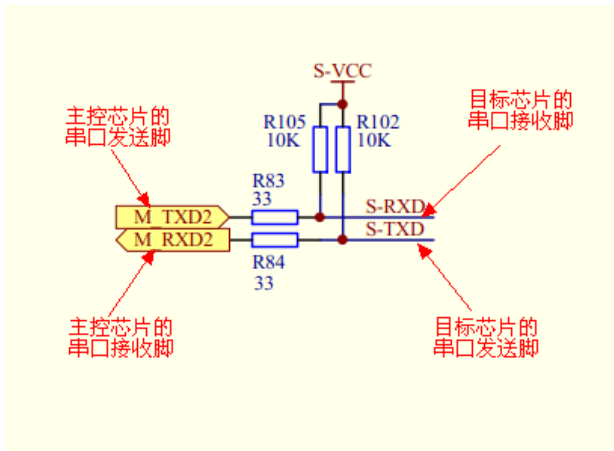 S-VCC
主控芯片的
串口发送脚
目标芯片的
串口接收脚
R105
10K
R102
10K
R83
33
M_TXD2
S-RXD
M_RXD2
S-TXD
R84
33
主控芯片的
串口接收脚
目标芯片的
串口发送脚